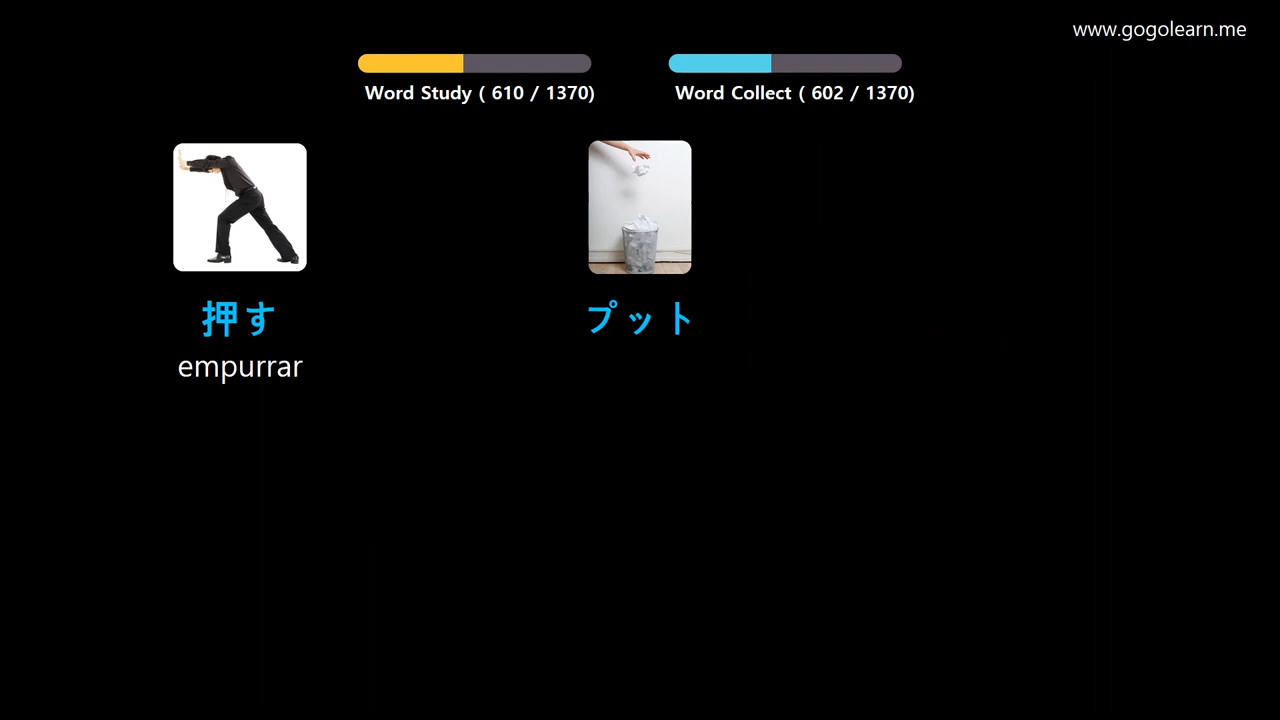 www.gogolearn.me
Word Study ( 610 / 1370)
Word Collect ( 602 / 1370)
押す
プット
empurrar